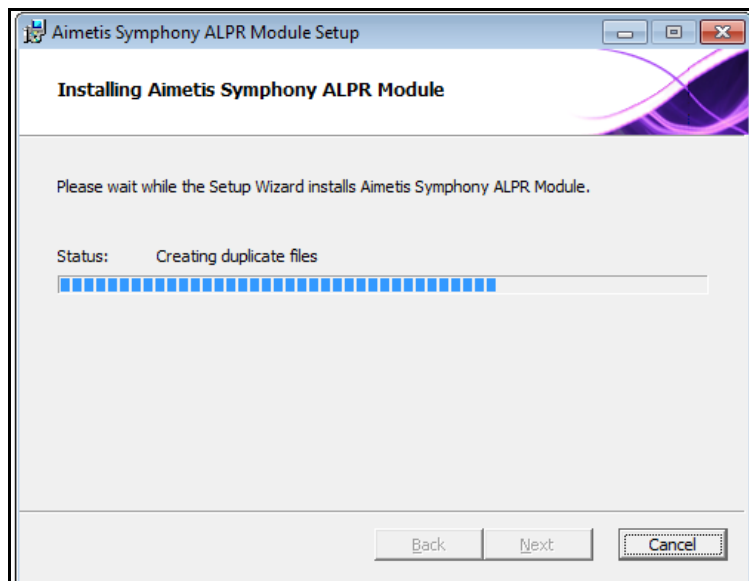 Aimetis Symphony ALPR Module Setup
Installing Aimetis Symphony ALPR Module
Please wait while the Setup Wizard installs Aimetis Symphony ALPR Module.
Status: Creating duplicate files
Back Next Cancel